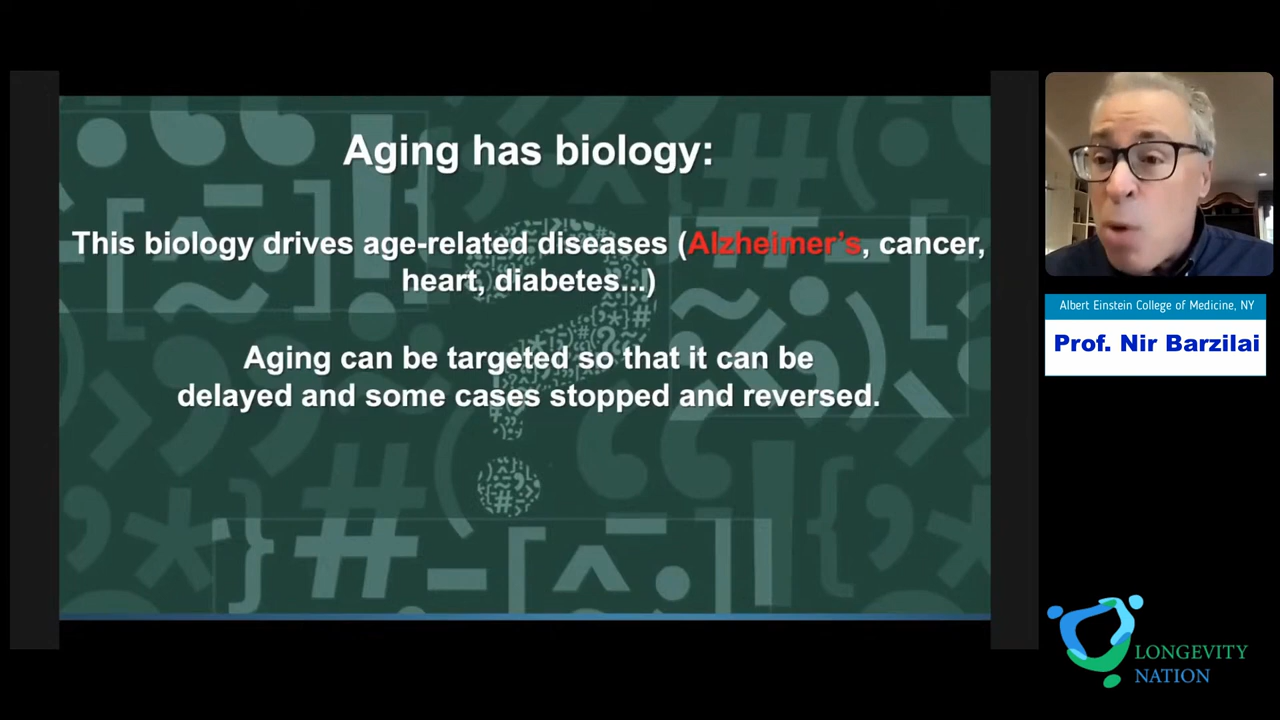 Aging has biology:
This biology drives age-related diseases (Alzheimer's, cancer,
heart, diabetes...)
Aging can be targeted so that it can be
delayed and some cases stopped and reversed.
Albert Einstein College of Medicine, NY
Prof. Nir Barzilai
LONGEVITY
NATION